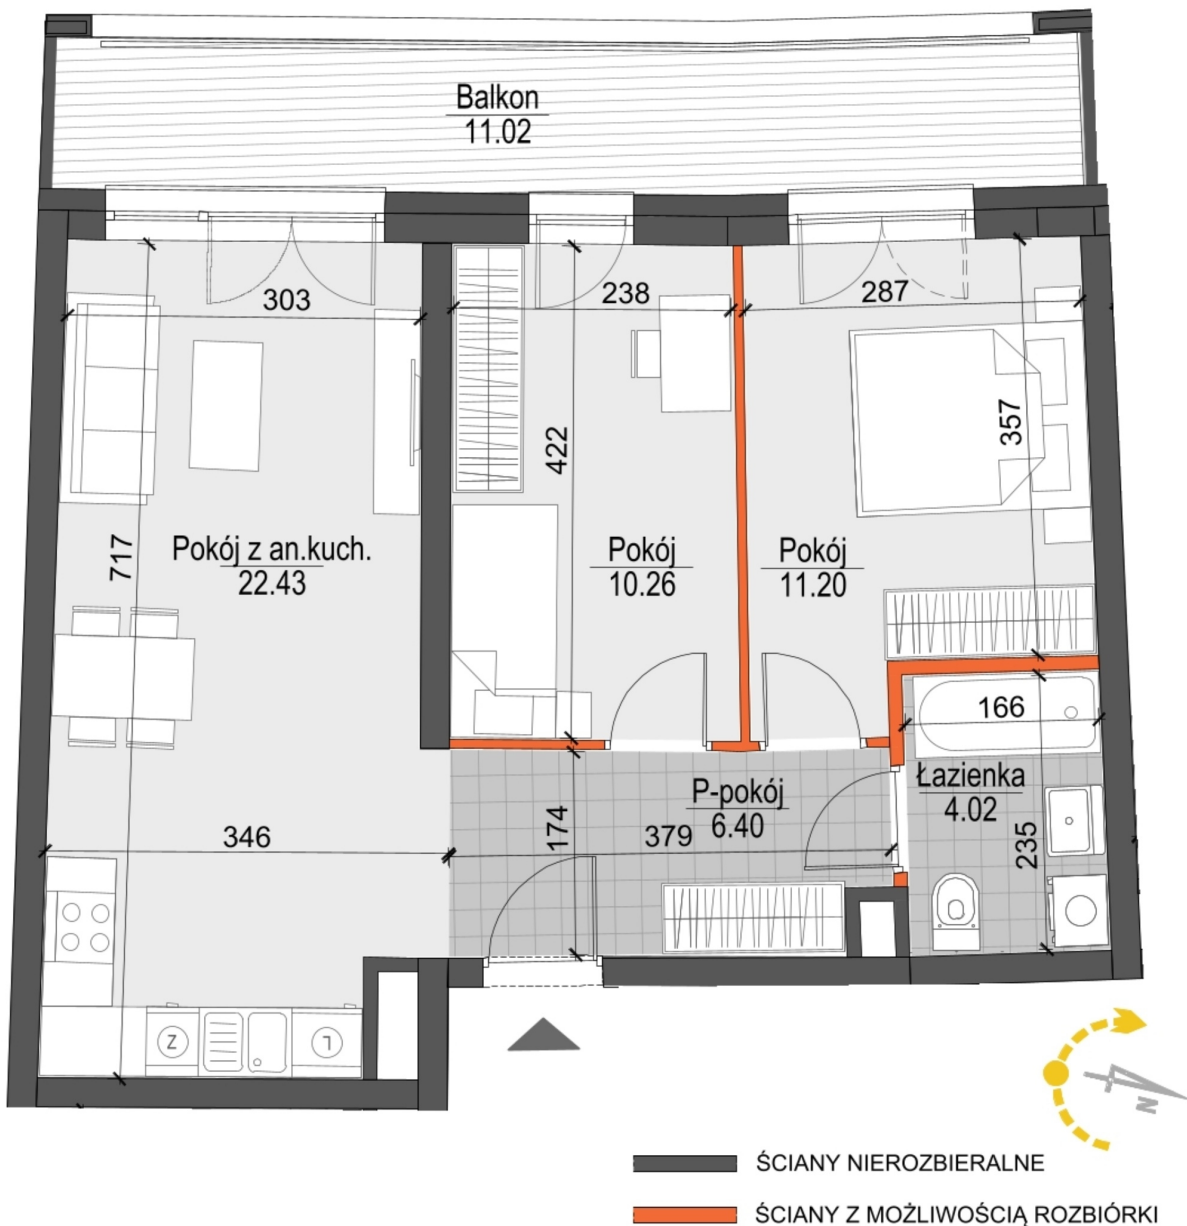 Balkon
11.02
303
238
287
357
422
717
Pokój z an.kuch.
22.43
Pokój
10.26
Pokój
11.20
166
P-pokój
6.40
Łazienka
4.02
346
174
379
235
Z
L
N
ŚCIANY NIEROZBIERALNE
ŚCIANY Z MOŻLIWOŚCIĄ ROZBIÓRKI